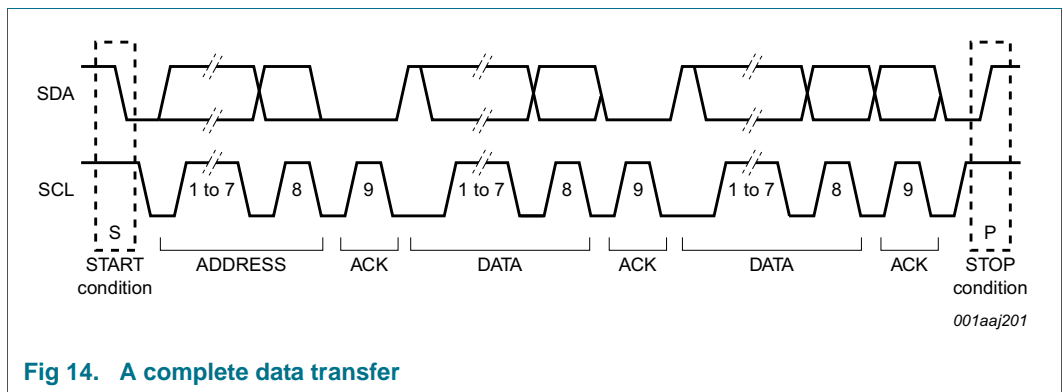 SDA
SCL
1 to 7 8 9 1 to 7 8 9 1 to 7 8 9
S P
START condition
ADDRESS ACK DATA ACK DATA ACK
STOP condition
001aaj201
Fig 14. A complete data transfer